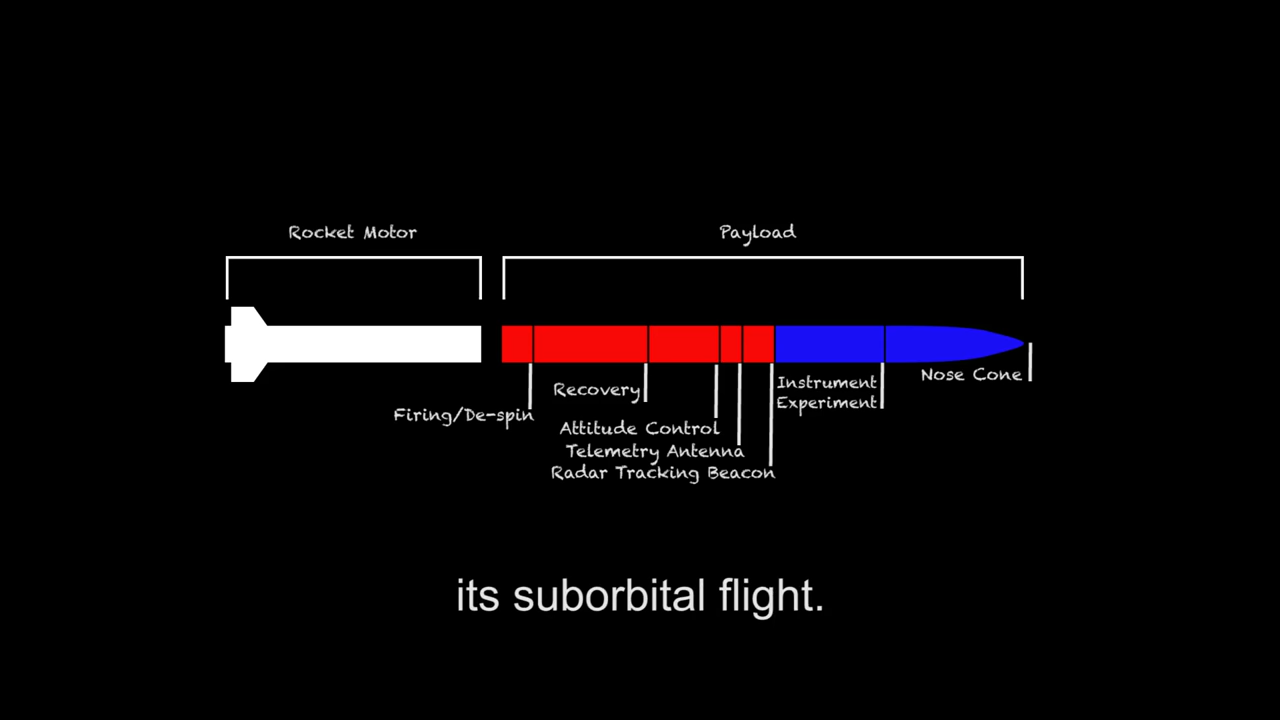 Rocket Motor
Payload
Nose Cone
Instrument
Experiment
Recovery
Firing/De-spin
Attitude Control
Telemetry Antenna
Radar Tracking Beacon
its suborbital flight.